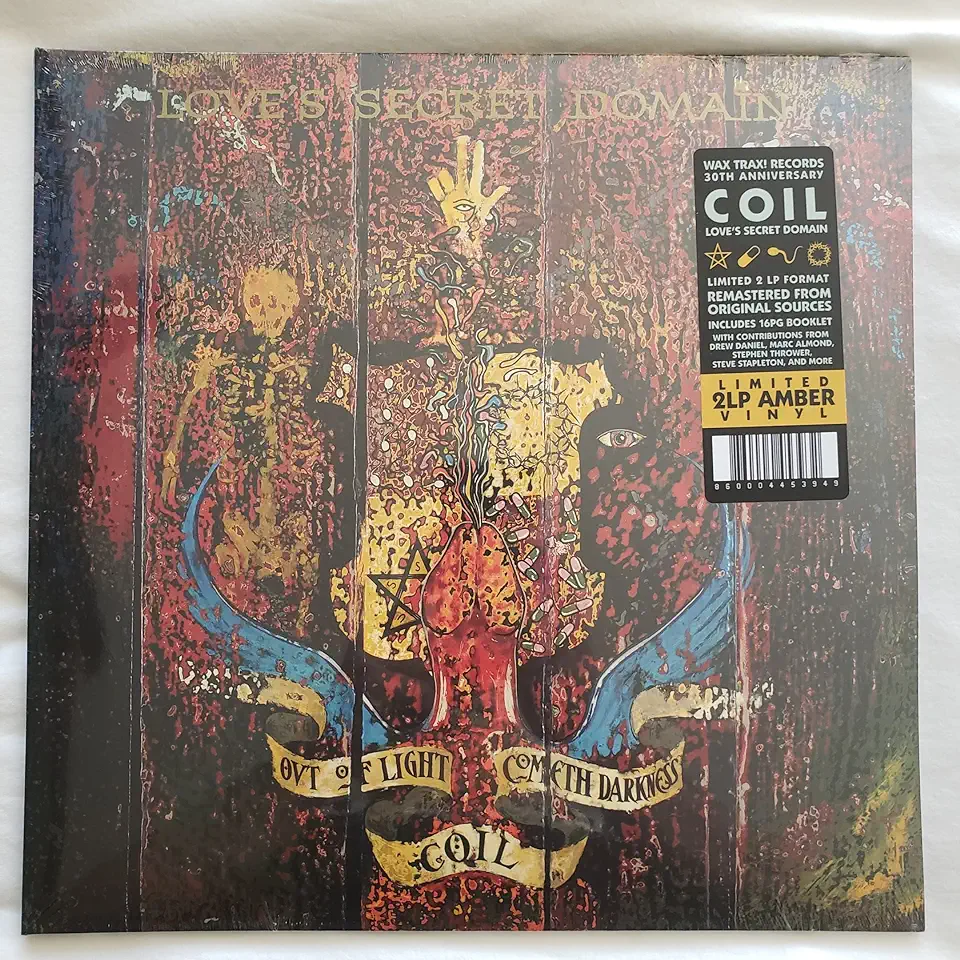 LOVE'S SECRET DOMAIN
WAX TRAX! RECORDS
30TH ANNIVERSARY
COIL
LOVE'S SECRET DOMAIN
LIMITED 2 LP FORMAT
REMASTERED FROM
ORIGINAL SOURCES
INCLUDES 16PG BOOKLET
WITH CONTRIBUTIONS FROM
DREW DANIEL, MARC ALMOND,
STEPHEN THROWER,
STEVE STAPLETON, AND MORE
LIMITED
2LP AMBER
VINYL
860004453949
OVT OF LIGHT COMETH DARKNESS
COIL